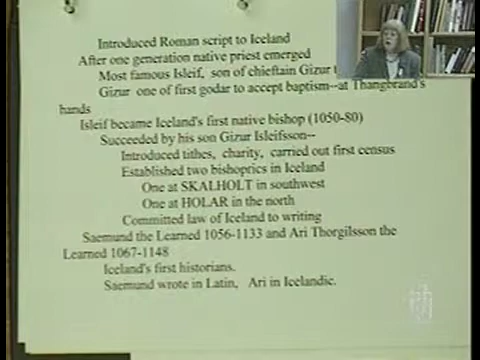 Introduced Roman script to Iceland
After one generation native priest emerged
Most famous Isleif, son of chieftain Gizur
Gizur one of first godar to accept baptism--at Thangbrand's
hands
Isleif became Iceland's first native bishop (1050-80)
Succeeded by his son Gizur Isleifsson--
Introduced tithes, charity, carried out first census
Established two bishoprics in Iceland
One at SKALHOLT in southwest
One at HOLAR in the north
Committed law of Iceland to writing
Saemund the Learned 1056-1133 and Ari Thorgilsson the
Learned 1067-1148
Iceland's first historians.
Saemund wrote in Latin, Ari in Icelandic.